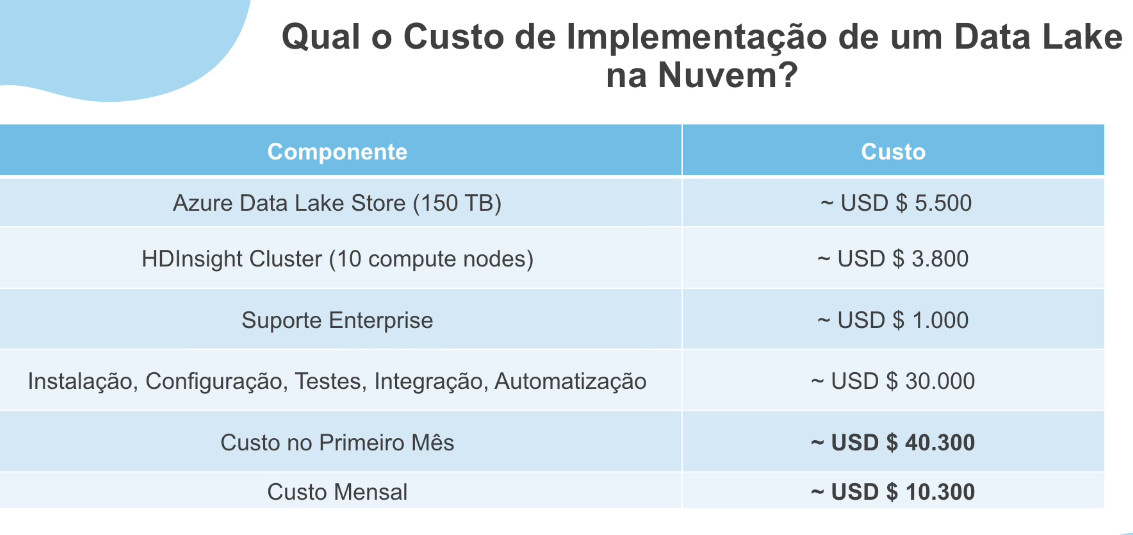 Qual o Custo de Implementação de um Data Lake
na Nuvem?
Componente Custo
Azure Data Lake Store (150 TB) ~ USD $ 5.500
HDInsight Cluster (10 compute nodes) ~ USD $ 3.800
Suporte Enterprise ~ USD $ 1.000
Instalação, Configuração, Testes, Integração, Automatização ~ USD $ 30.000
Custo no Primeiro Mês ~ USD $ 40.300
Custo Mensal ~ USD $ 10.300